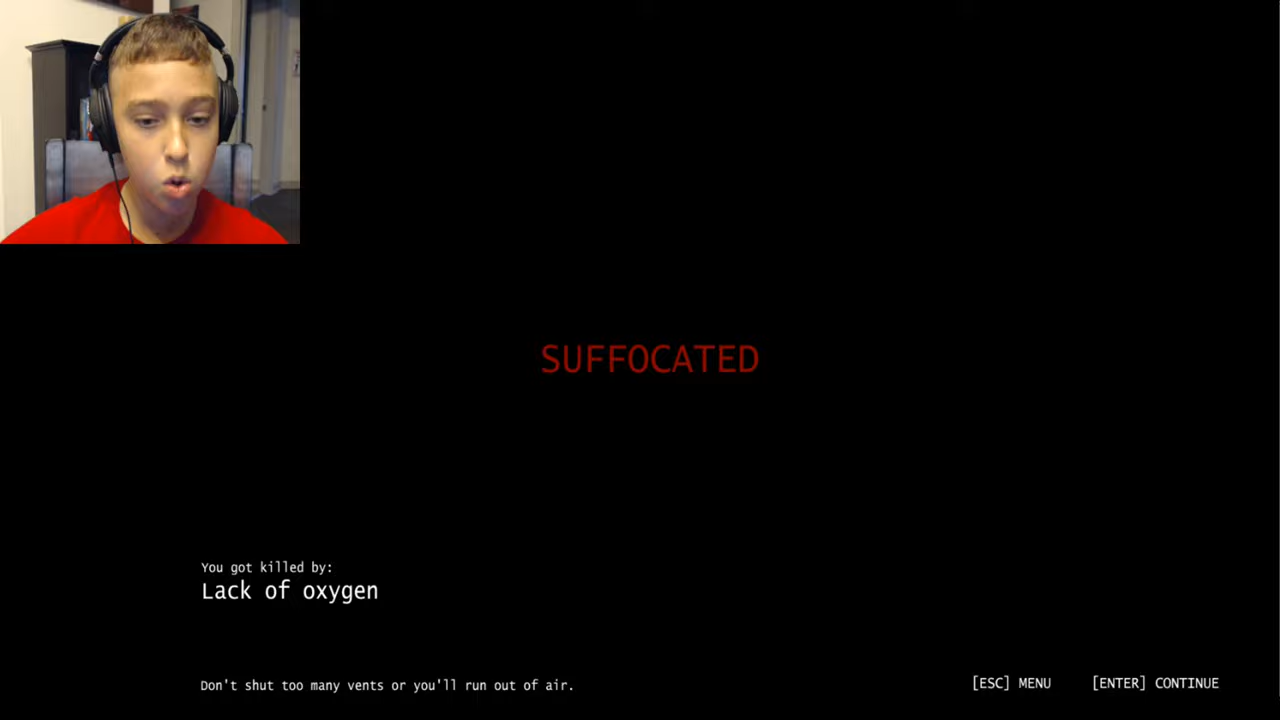 SUFFOCATED
You got killed by:
Lack of oxygen
Don't shut too many vents or you'll run out of air.
[ESC] MENU
[ENTER] CONTINUE